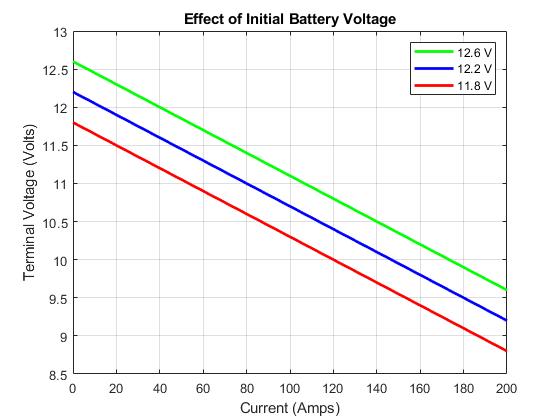 Effect of Initial Battery Voltage
12.6 V
12.2 V
11.8 V
Terminal Voltage (Volts)
13
12.5
12
11.5
11
10.5
10
9.5
9
8.5
0 20 40 60 80 100 120 140 160 180 200
Current (Amps)